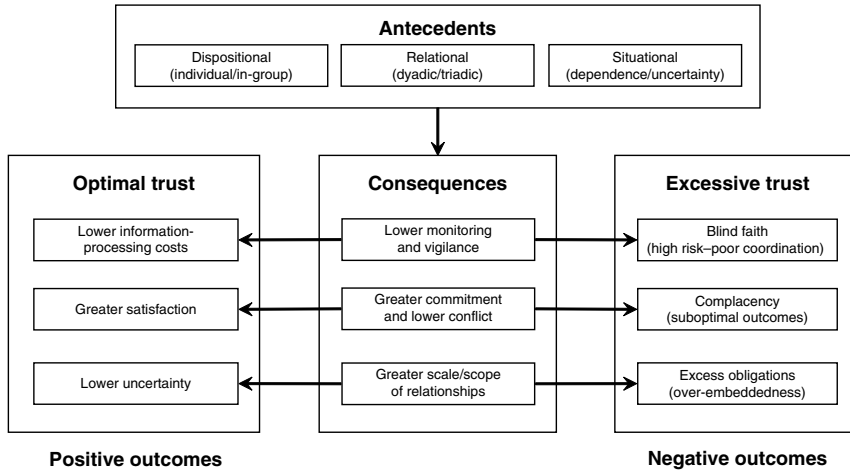 Antecedents
Dispositional
(individual/in-group)
Relational
(dyadic/triadic)
Situational
(dependence/uncertainty)
Optimal trust
Lower information-
processing costs
Greater satisfaction
Lower uncertainty
Consequences
Lower monitoring
and vigilance
Greater commitment
and lower conflict
Greater scale/scope
of relationships
Excessive trust
Blind faith
(high risk–poor coordination)
Complacency
(suboptimal outcomes)
Excess obligations
(over-embeddedness)
Positive outcomes
Negative outcomes